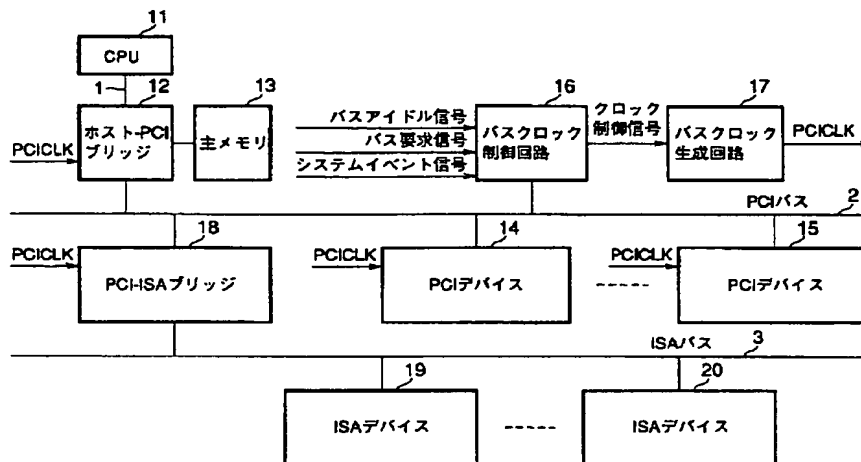 11
CPU
1
12
13
16
17
ホスト-PCI
ブリッジ
主メモリ
PCICLK
バスアイドル信号
バス要求信号
システムイベント信号
バスクロック
制御回路
クロック
制御信号
バスクロック
生成回路
PCICLK
PCIバス
2
18
14
15
PCICLK
PCI-ISAブリッジ
PCICLK
PCIデバイス
PCICLK
PCIデバイス
ISAバス
3
19
20
ISAデバイス
ISAデバイス